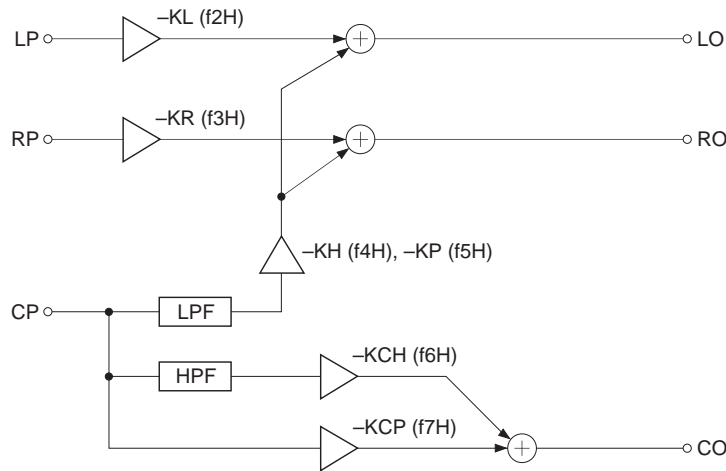 –KL (f2H)
LP
LO
–KR (f3H)
RP
RO
–KH (f4H), –KP (f5H)
CP
LPF
–KCH (f6H)
HPF
–KCP (f7H)
CO